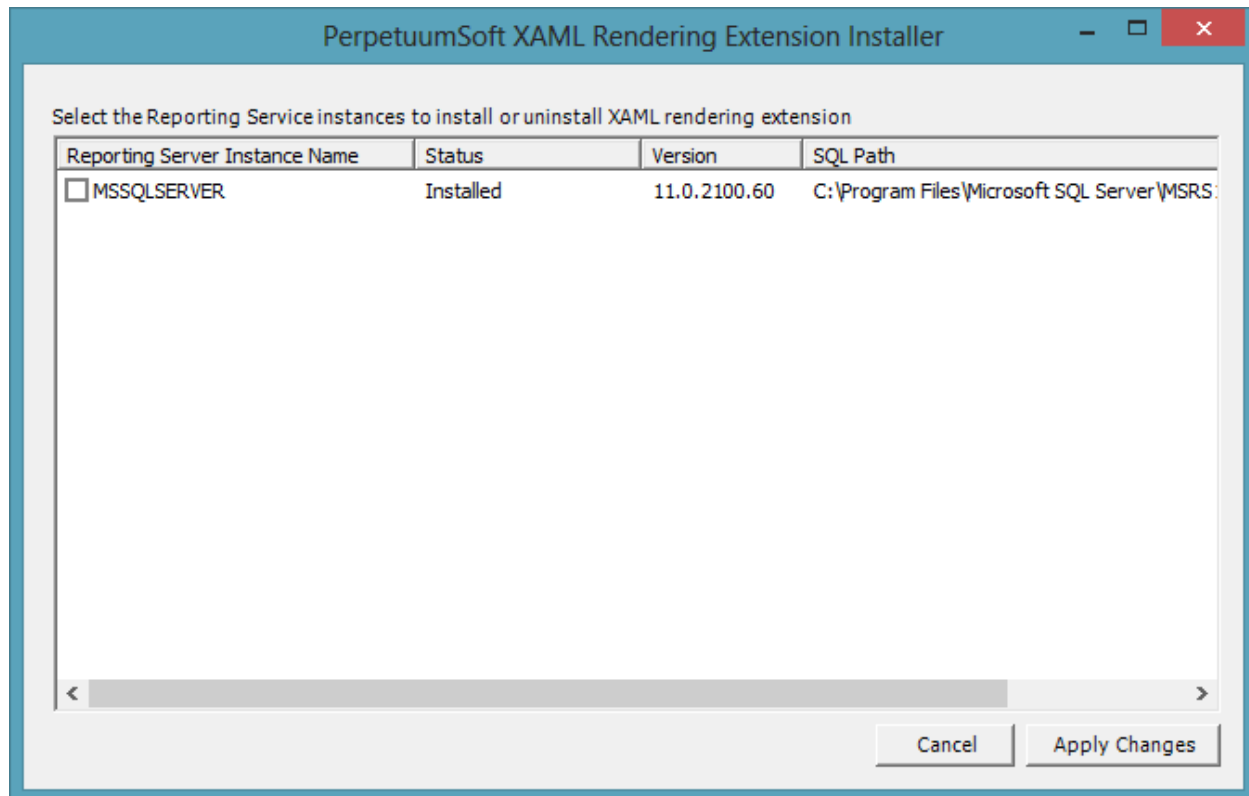 PerpetuumSoft XAML Rendering Extension Installer
Select the Reporting Service instances to install or uninstall XAML rendering extension
Reporting Server Instance Name Status Version SQL Path
MSSQLSERVER Installed 11.0.2100.60 C:\Program Files\Microsoft SQL Server\MSRS1
Cancel Apply Changes